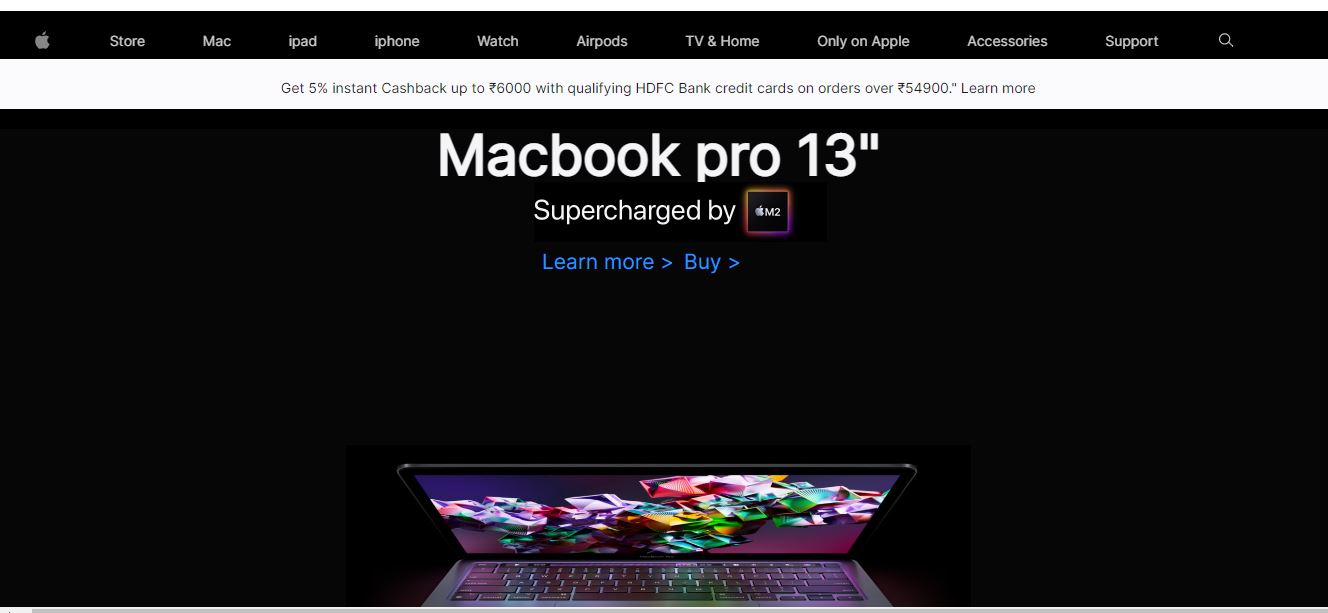 Store Mac ipad iphone Watch Airpods TV & Home Only on Apple Accessories Support
Get 5% instant Cashback up to ₹6000 with qualifying HDFC Bank credit cards on orders over ₹54900." Learn more
Macbook pro 13"
Supercharged by M2
Learn more > Buy >